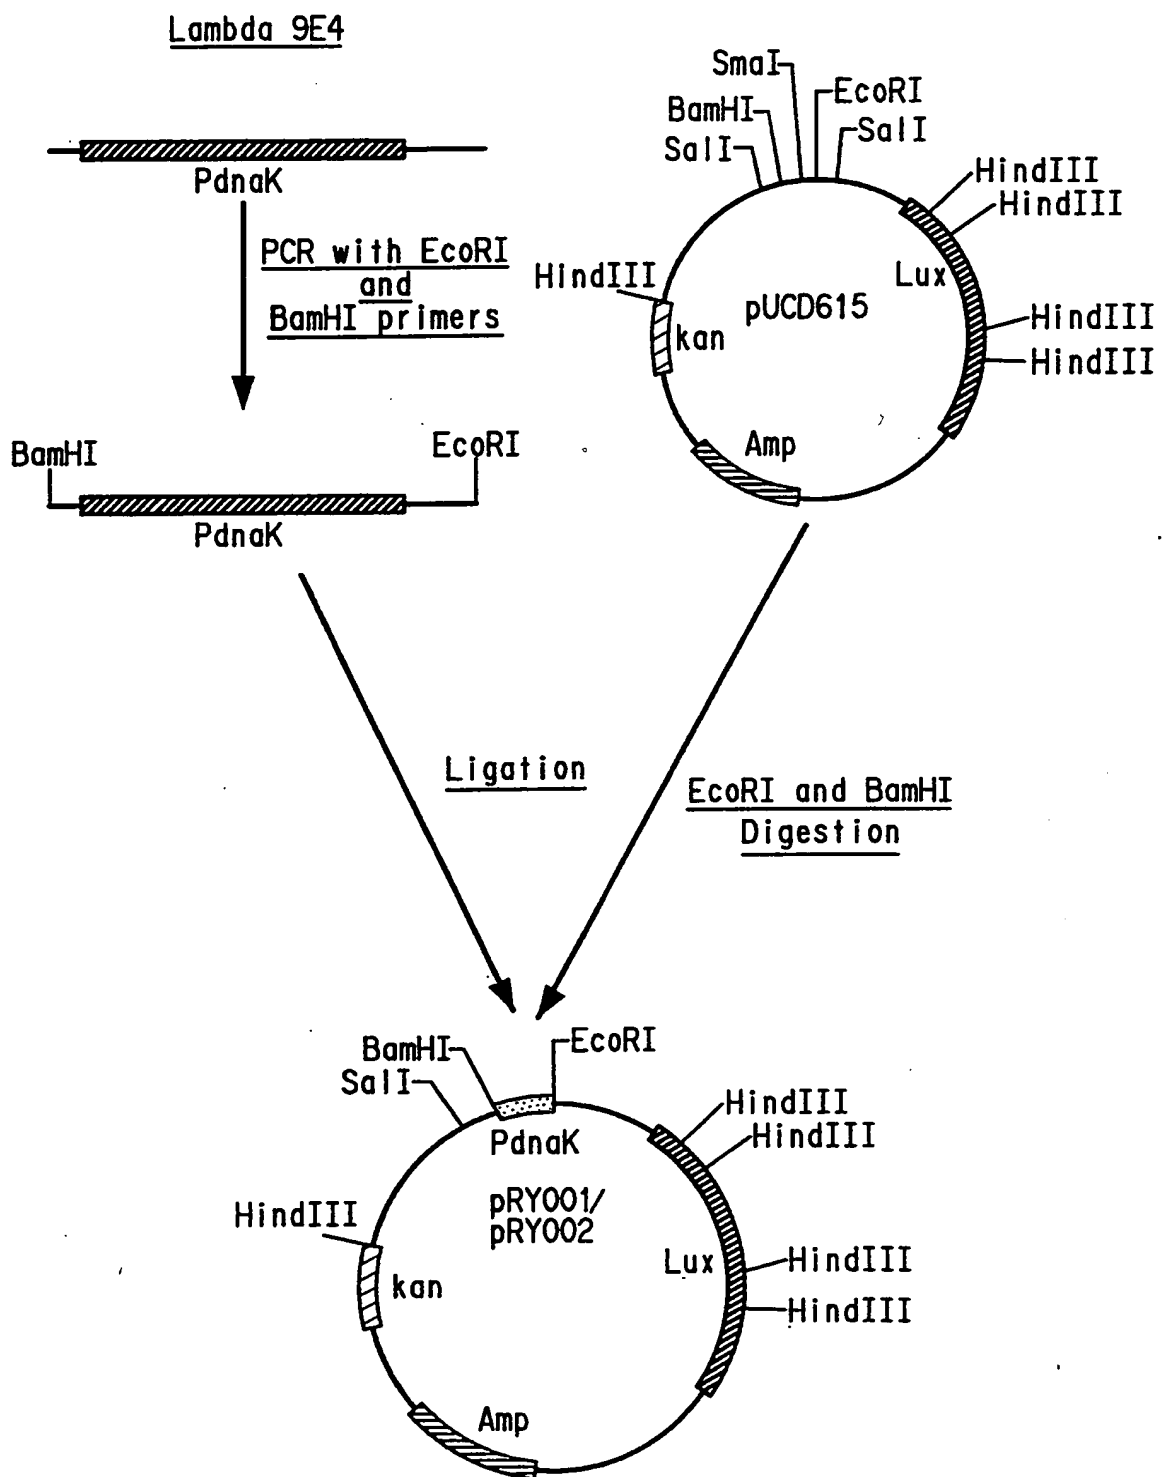 Lambda 9E4
PdnaK
PCR with EcoRI
and
BamHI primers
BamHI
EcoRI
PdnaK
SmaI
EcoRI
BamHI
SalI
SalI
HindIII
HindIII
HindIII
Lux
pUCD615
kan
HindIII
HindIII
Amp
Ligation
EcoRI and BamHI
Digestion
BamHI
EcoRI
SalI
PdnaK
HindIII
HindIII
pRY001/
pRY002
HindIII
Lux
HindIII
kan
HindIII
Amp